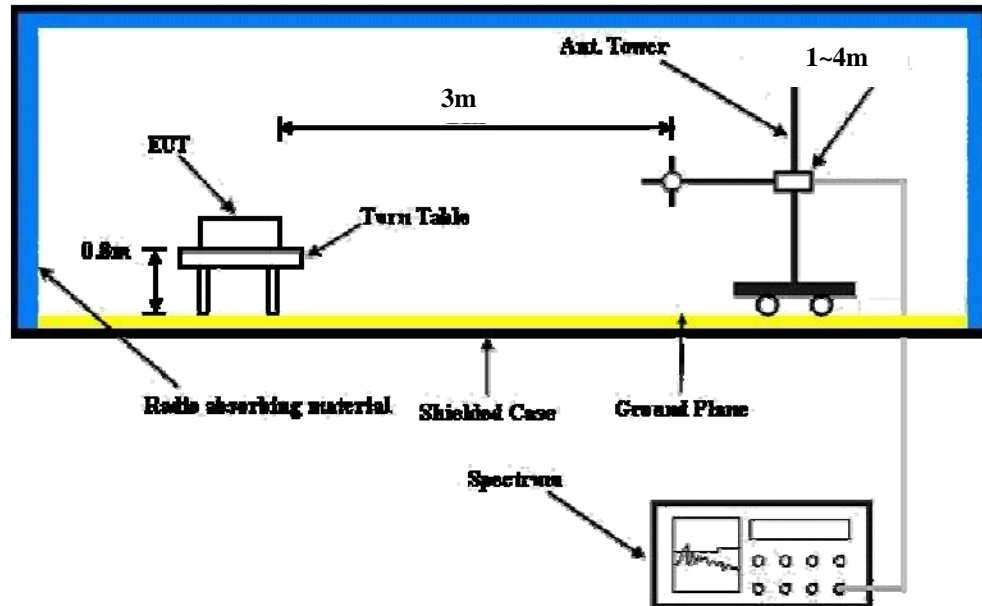 Ant. Tower
1~4m
3m
EUT
Turn Table
0.8m
Radio absorbing material
Shielded Case
Ground Plane
Spectrum